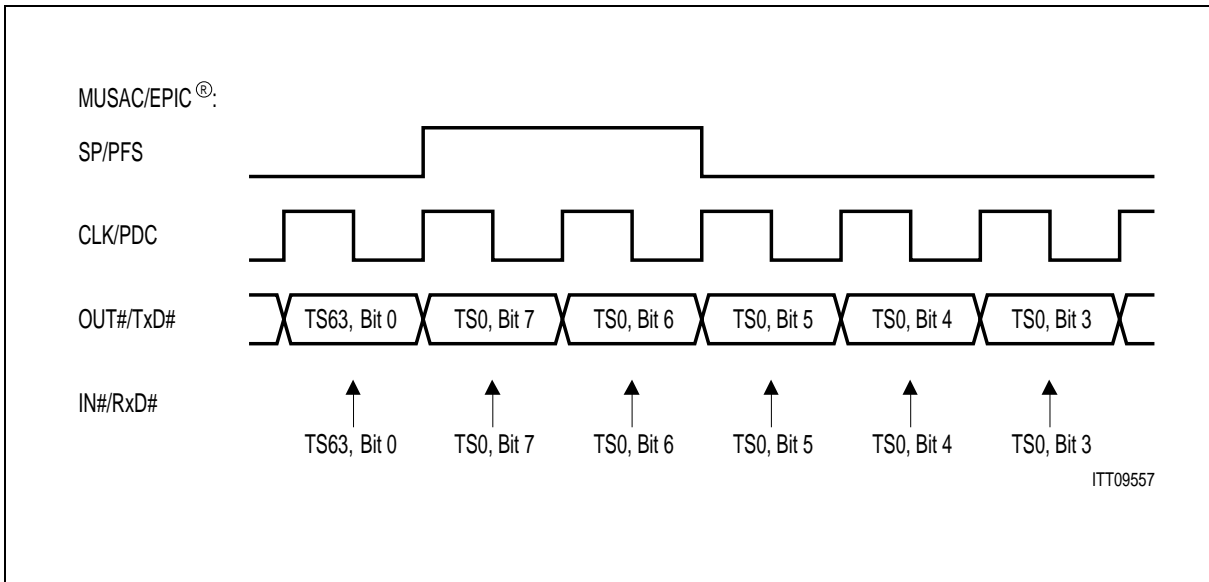 MUSAC/EPIC ®:
SP/PFS
CLK/PDC
OUT#/TxD# TS63, Bit 0 TS0, Bit 7 TS0, Bit 6 TS0, Bit 5 TS0, Bit 4 TS0, Bit 3
IN#/RxD#
TS63, Bit 0 TS0, Bit 7 TS0, Bit 6 TS0, Bit 5 TS0, Bit 4 TS0, Bit 3
ITT09557